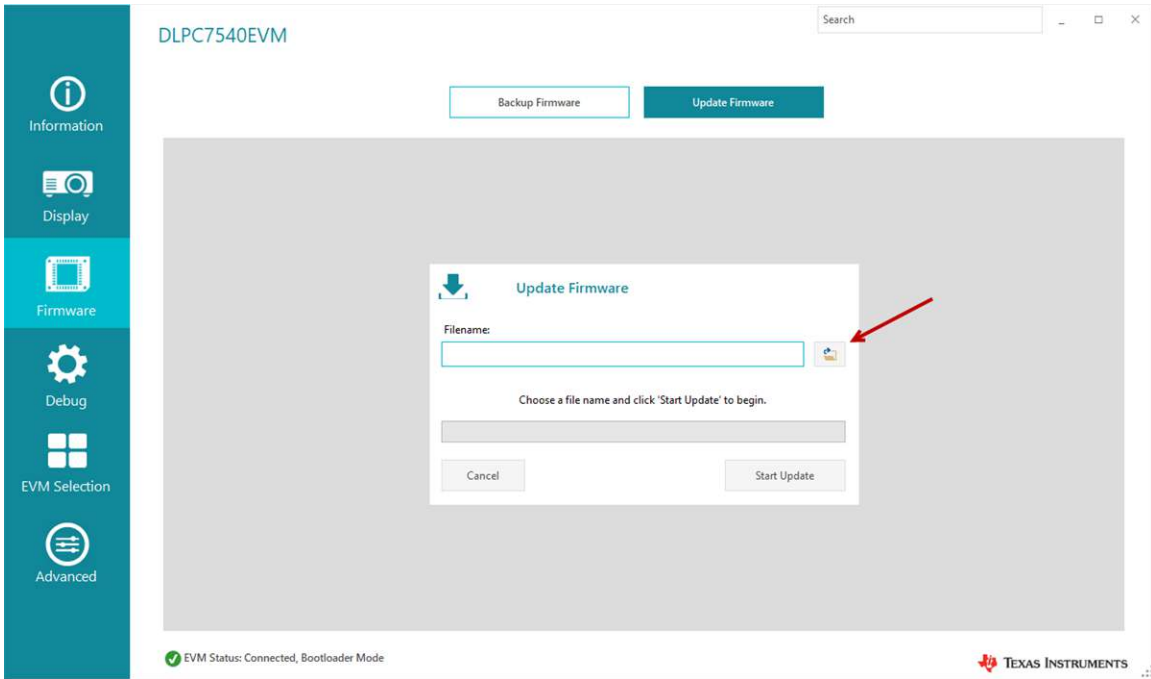 Search
DLPC7540EVM
Information
Display
Firmware
Debug
EVM Selection
Advanced
Backup Firmware
Update Firmware
Update Firmware
Filename:
Choose a file name and click 'Start Update' to begin.
Cancel
Start Update
EVM Status: Connected, Bootloader Mode
TEXAS INSTRUMENTS